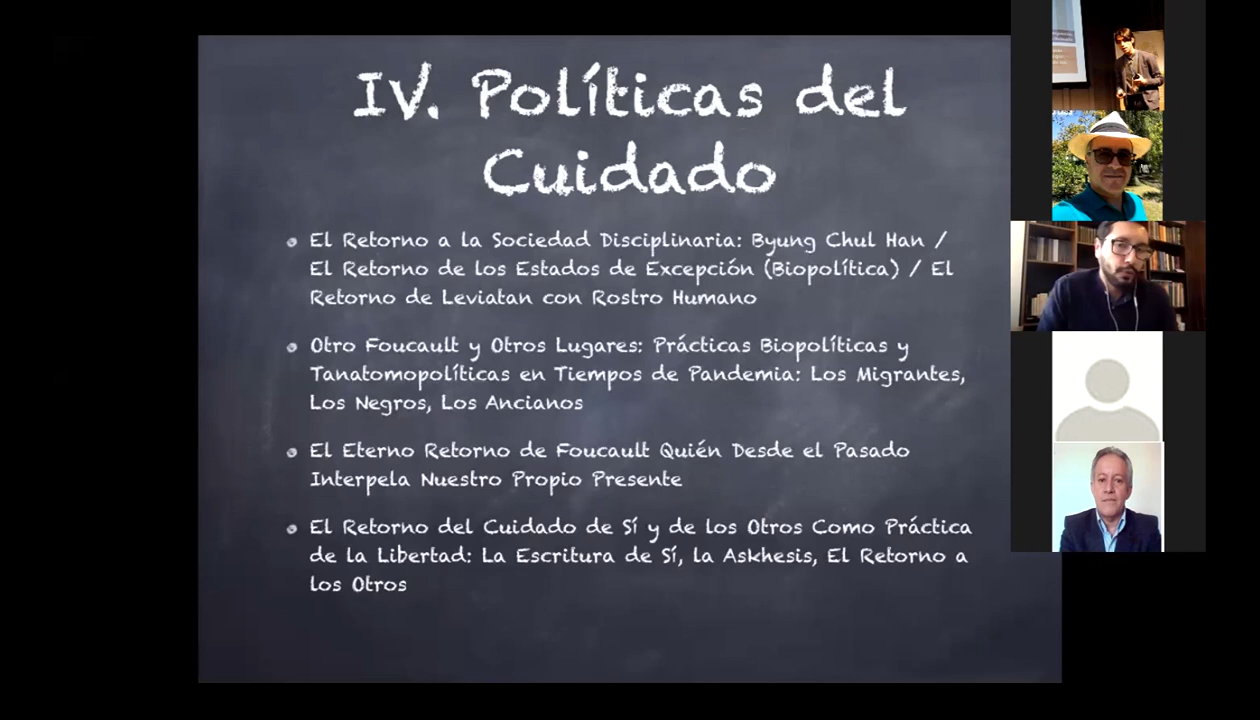 IV. Políticas del
Cuidado
El Retorno a la Sociedad Disciplinaria: Byung Chul Han /
El Retorno de los Estados de Excepción (Biopolítica) / El
Retorno de Leviatan con Rostro Humano
Otro Foucault y Otros Lugares: Prácticas Biopolíticas y
Tanatomopolíticas en Tiempos de Pandemia: Los Migrantes,
Los Negros, Los Ancianos
El Eterno Retorno de Foucault Quién Desde el Pasado
Interpela Nuestro Propio Presente
El Retorno del Cuidado de Sí y de los Otros Como Práctica
de la Libertad: La Escritura de Sí, la Askhesis, El Retorno a
los Otros